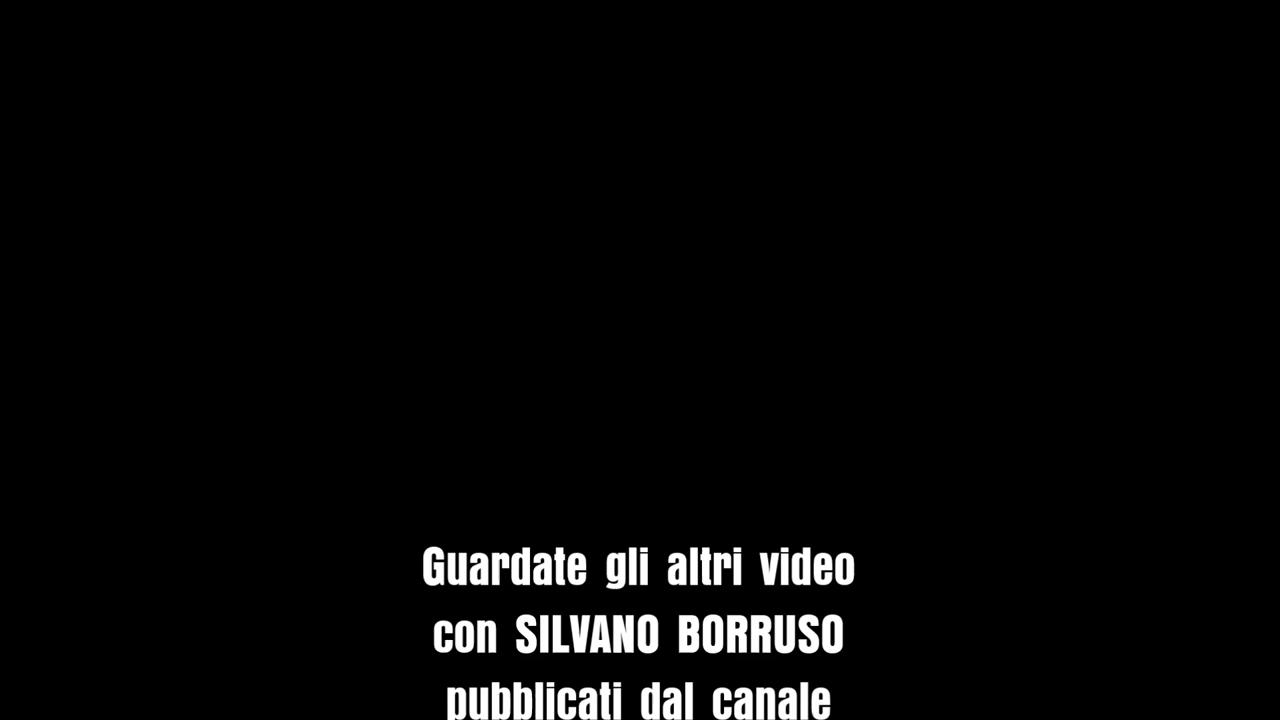 Guardate gli altri video
con SILVANO BORRUSO
pubblicati dal canale